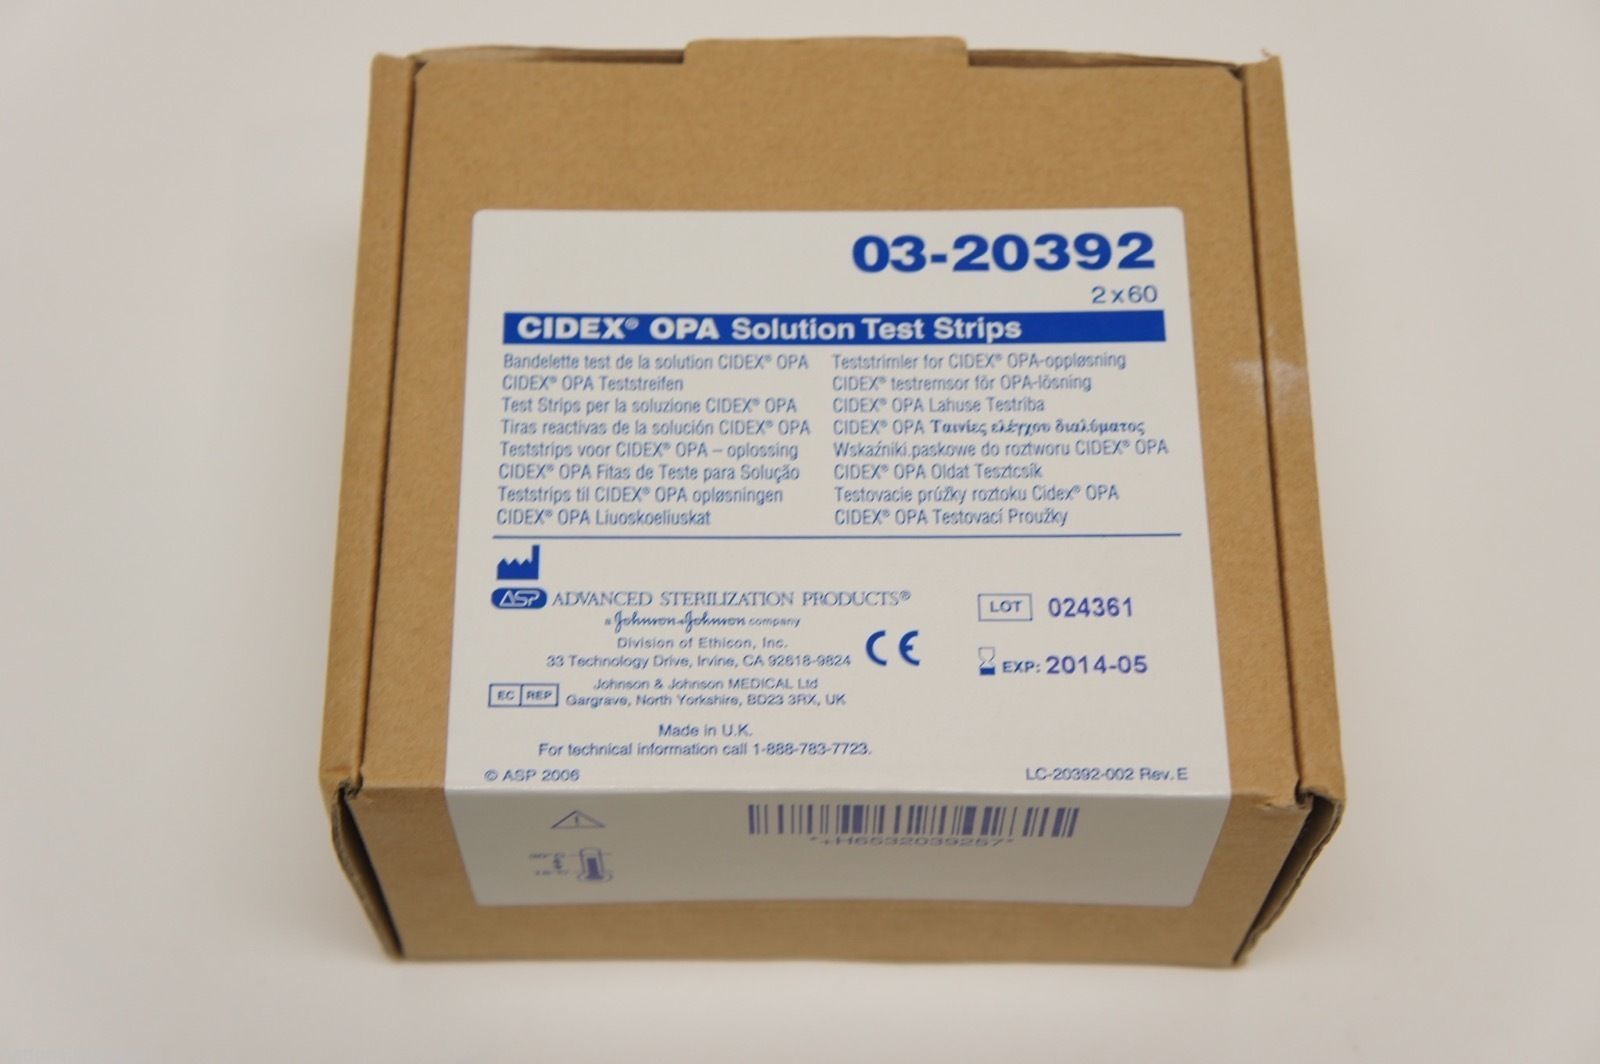 03-20392
2 x 60
CIDEX® OPA Solution Test Strips
Bandelette test de la solution CIDEX® OPA
CIDEX® OPA Teststreifen
Test Strips per la soluzione CIDEX® OPA
Tiras reactivas de la solución CIDEX® OPA
Teststrips voor CIDEX® OPA – oplossing
CIDEX® OPA Fitas de Teste para Solução
Teststrips til CIDEX® OPA opløsningen
CIDEX® OPA Liuoskoeliuskat
Teststrimler for CIDEX® OPA-oppløsning
CIDEX® testremsor för OPA-lösning
CIDEX® OPA Lahuse Testriba
CIDEX® OPA Ταινίες ελέγχου διαλύματος
Wskaźniki.paskowe do roztworu CIDEX® OPA
CIDEX® OPA Oldat Tesztcsík
Testovacie prúžky roztoku Cidex® OPA
CIDEX® OPA Testovací Proužky
ASP ADVANCED STERILIZATION PRODUCTS®
a Johnson & Johnson company
Division of Ethicon, Inc.
33 Technology Drive, Irvine, CA 92618-9824
CE
EC REP
Johnson & Johnson MEDICAL Ltd
Gargrave, North Yorkshire, BD23 3RX, UK
Made in U.K.
For technical information call 1-888-783-7723.
LOT 024361
EXP: 2014-05
© ASP 2006
LC-20392-002 Rev. E
*+H6532039257*